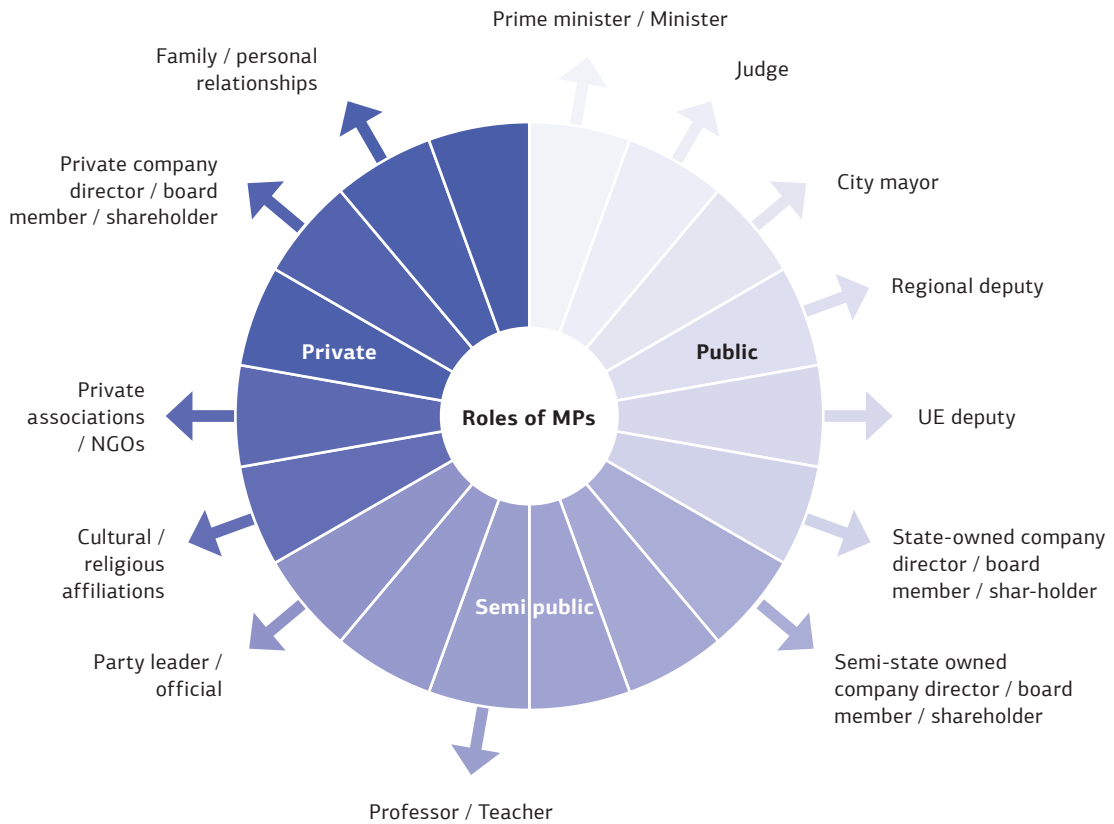 Prime minister / Minister
Judge
City mayor
Regional deputy
UE deputy
State-owned company
director / board
member / shar-holder
Semi-state owned
company director / board
member / shareholder
Professor / Teacher
Party leader /
official
Cultural /
religious
affiliations
Private
associations
/ NGOs
Private company
director / board
member / shareholder
Family / personal
relationships
Private
Public
Roles of MPs
Semi public